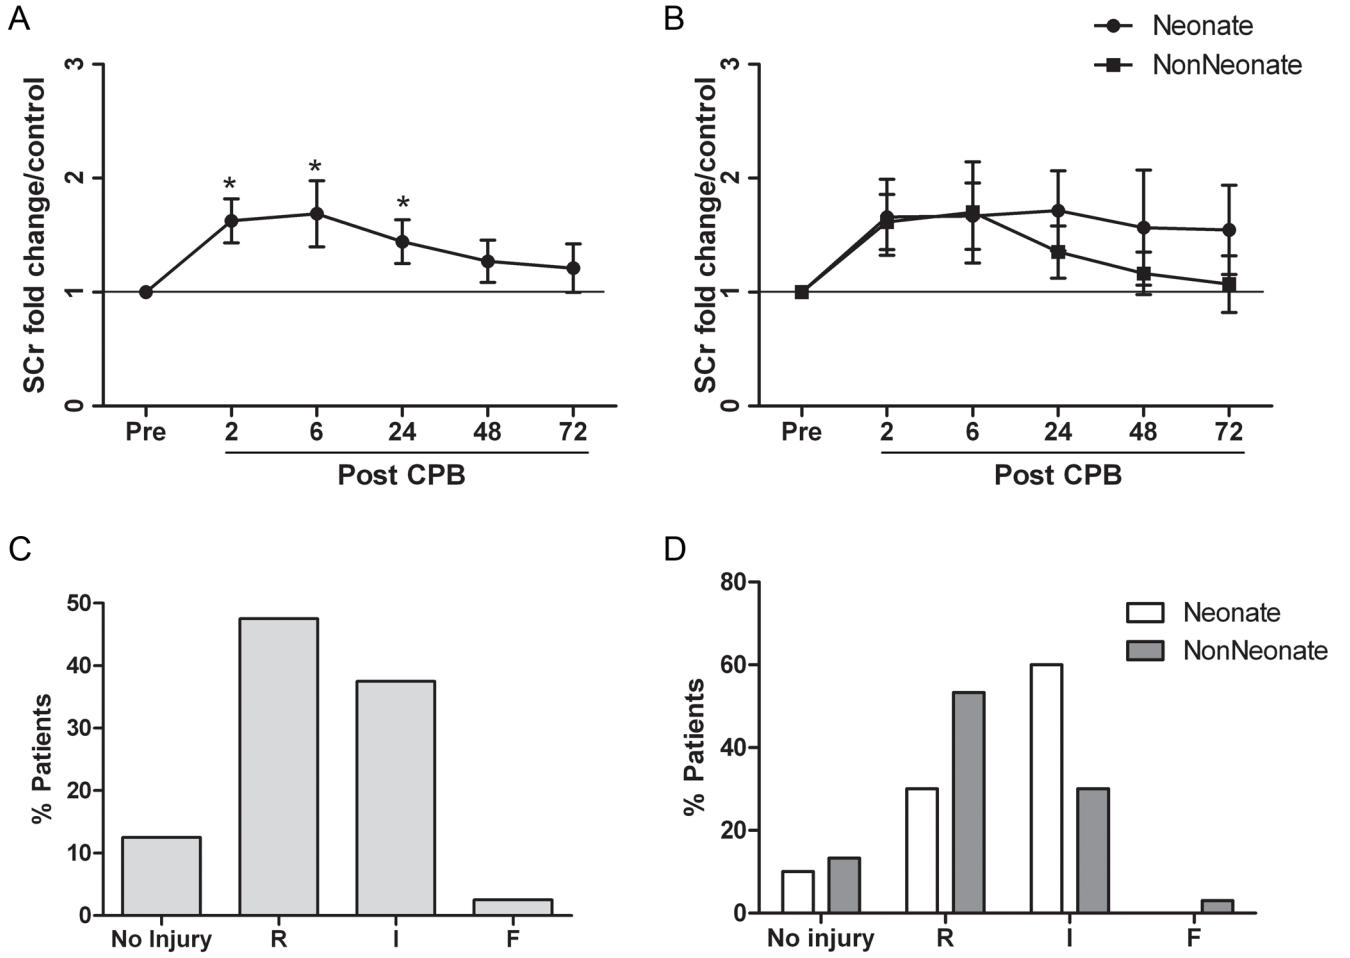 A
SCr fold change/control
3
2
1
0
* * *
Pre 2 6 24 48 72
Post CPB
B
Neonate
NonNeonate
SCr fold change/control
3
2
1
0
Pre 2 6 24 48 72
Post CPB
C
% Patients
50
40
30
20
10
0
No Injury R I F
D
Neonate
NonNeonate
% Patients
80
60
40
20
0
No injury R I F